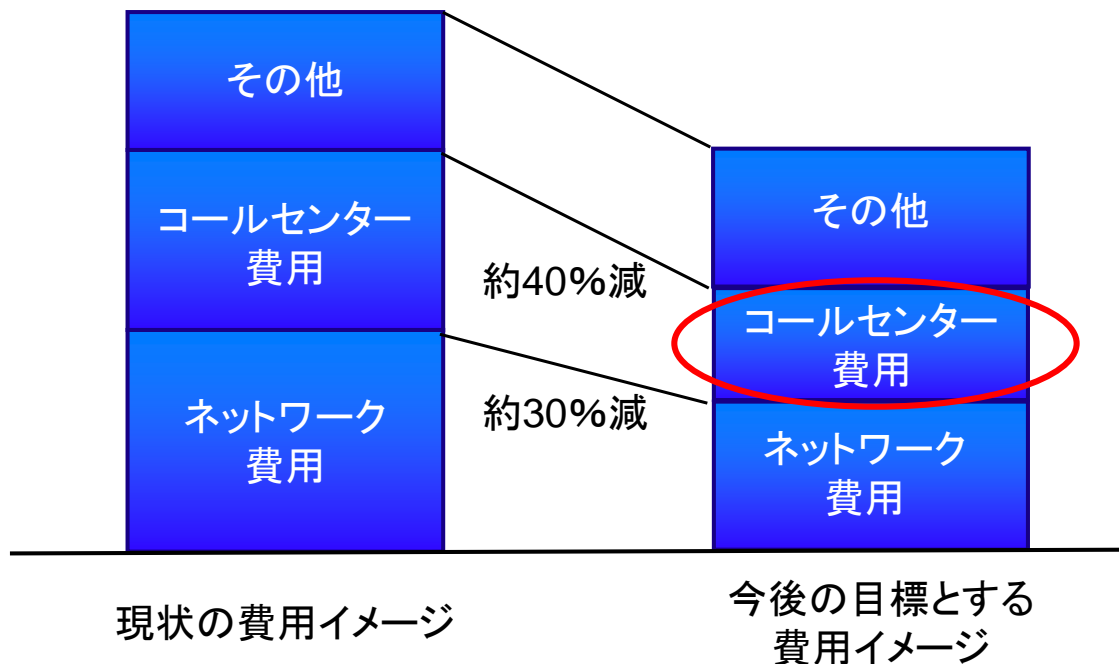 その他
コールセンター
費用
ネットワーク
費用
約40%減
約30%減
その他
コールセンター
費用
ネットワーク
費用
現状の費用イメージ
今後の目標とする
費用イメージ